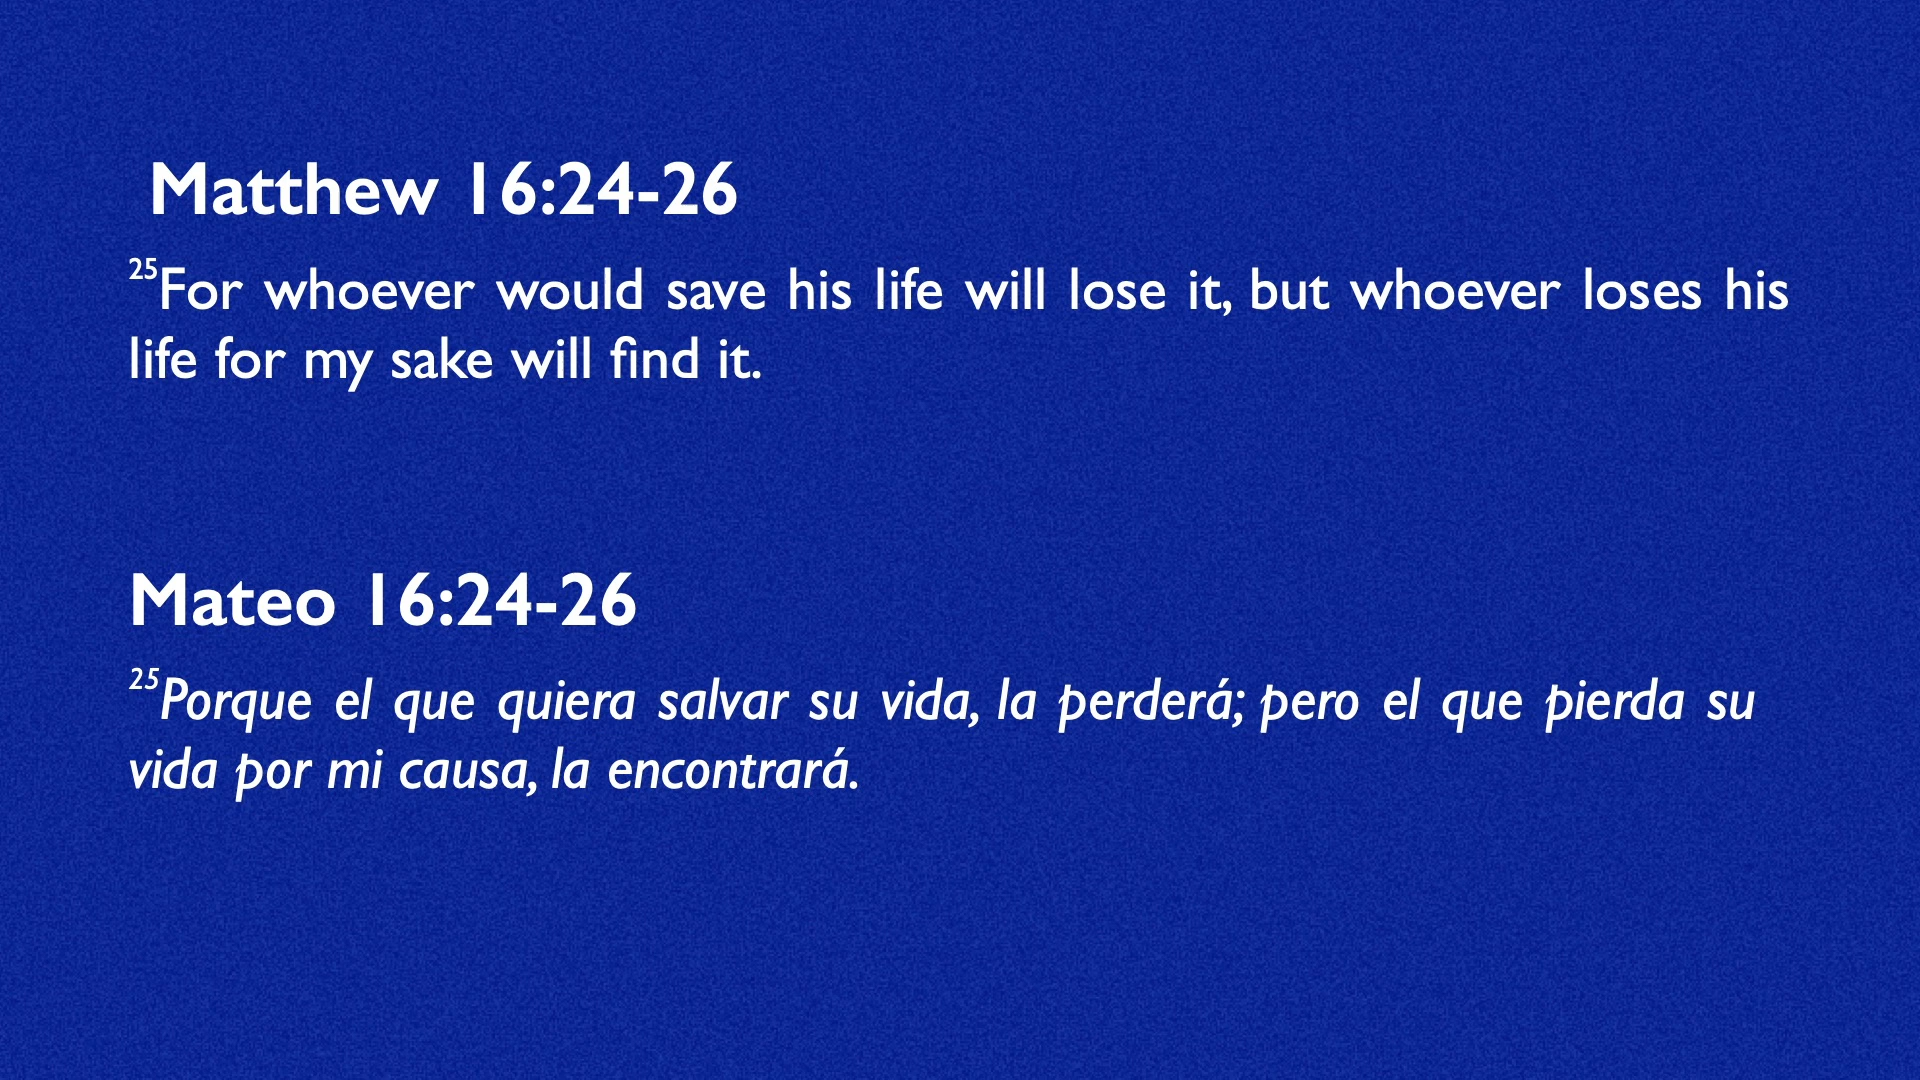 Matthew 16:24-26
25For whoever would save his life will lose it, but whoever loses his
life for my sake will find it.
Mateo 16:24-26
25Porque el que quiera salvar su vida, la perderá; pero el que pierda su
vida por mi causa, la encontrará.